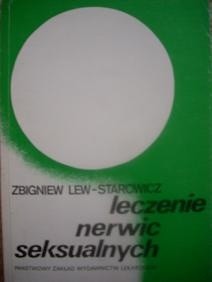 ZBIGNIEW LEW-STAROWICZ
leczenie
nerwic
seksualnych
PAŃSTWOWY ZAKŁAD WYDAWNICTW LEKARSKICH